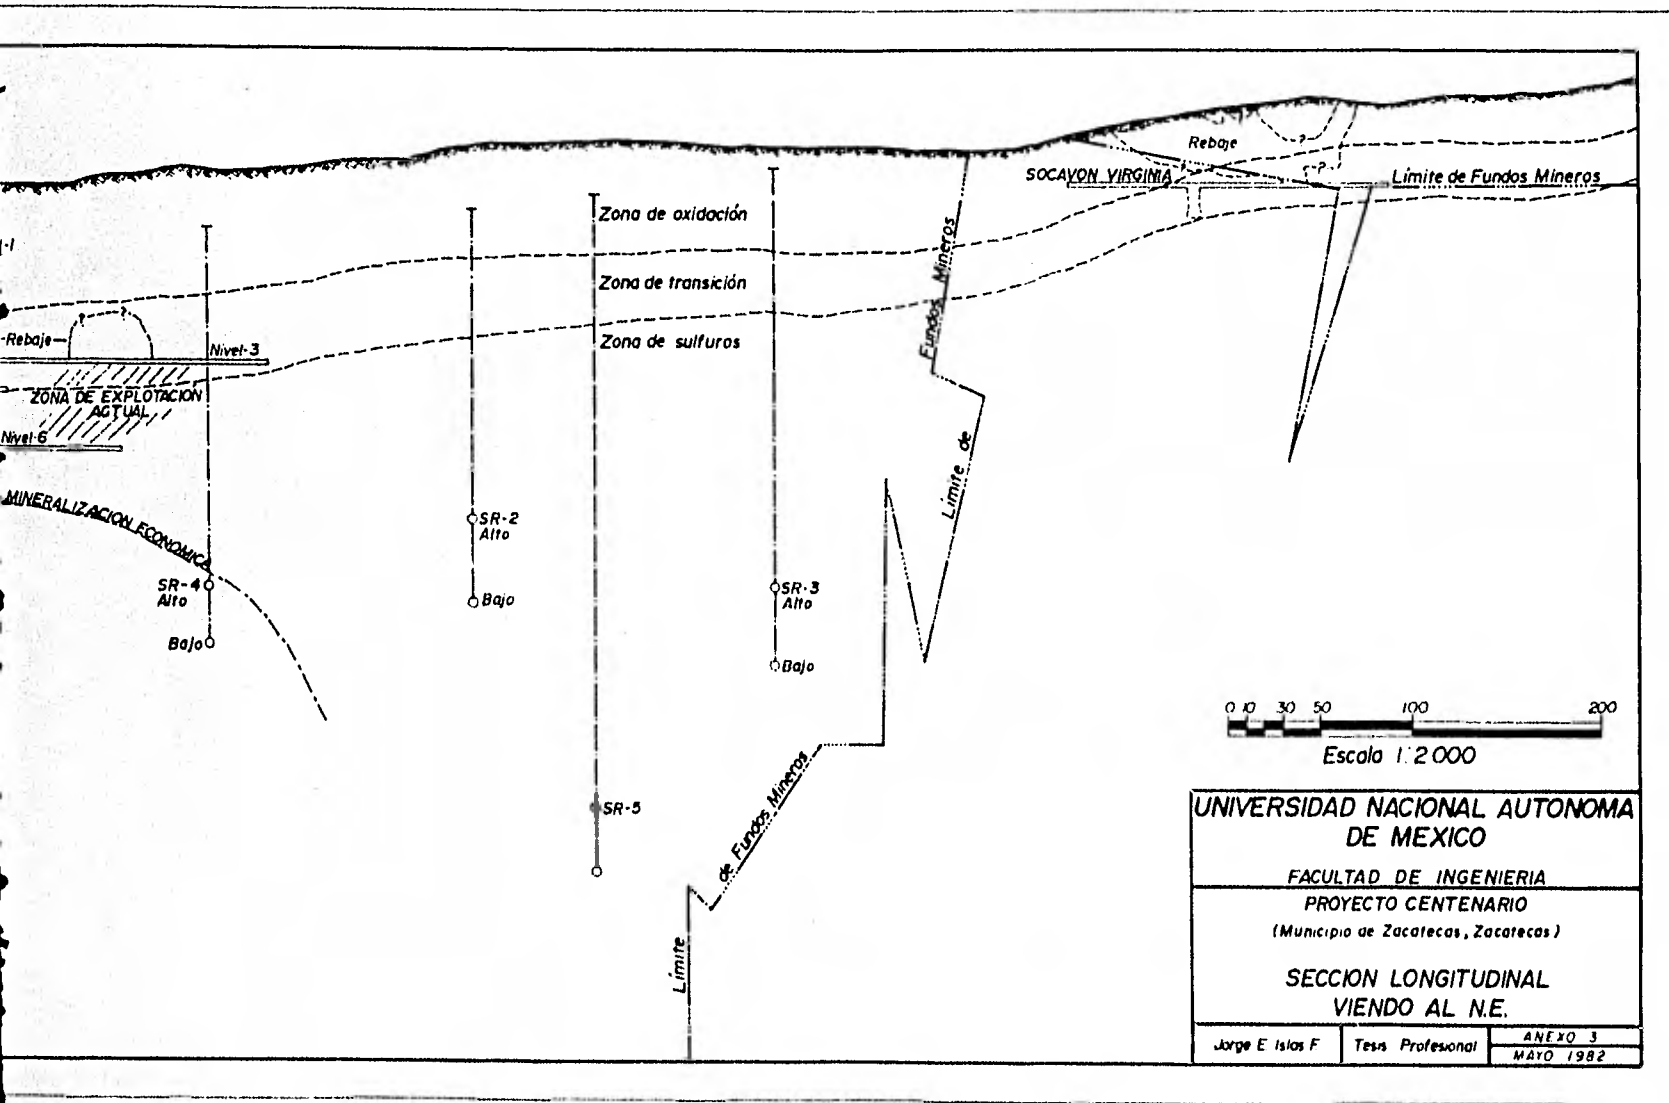 Rebaje
SOCAVON VIRGINIA
Límite de Fundos Mineros
Zona de oxidación
Zona de transición
Zona de sulfuros
Fundos Mineros
Límite de
-1
-Rebaje-
? ?
? ?
Nivel-3
ZONA DE EXPLOTACION
ACTUAL
Nivel-6
MINERALIZACION ECONOMICA
SR-4
Alto
Bajo
SR-2
Alto
Bajo
SR-3
Alto
Bajo
SR-5
de Fundos Mineros
Límite
0 10 30 50 100 200
Escala 1:2000
UNIVERSIDAD NACIONAL AUTONOMA
DE MEXICO
FACULTAD DE INGENIERIA
PROYECTO CENTENARIO
(Municipio de Zacatecas, Zacatecas)
SECCION LONGITUDINAL
VIENDO AL N.E.
Jorge E Islas F
Tesis Profesional
ANEXO 3
MAYO 1982